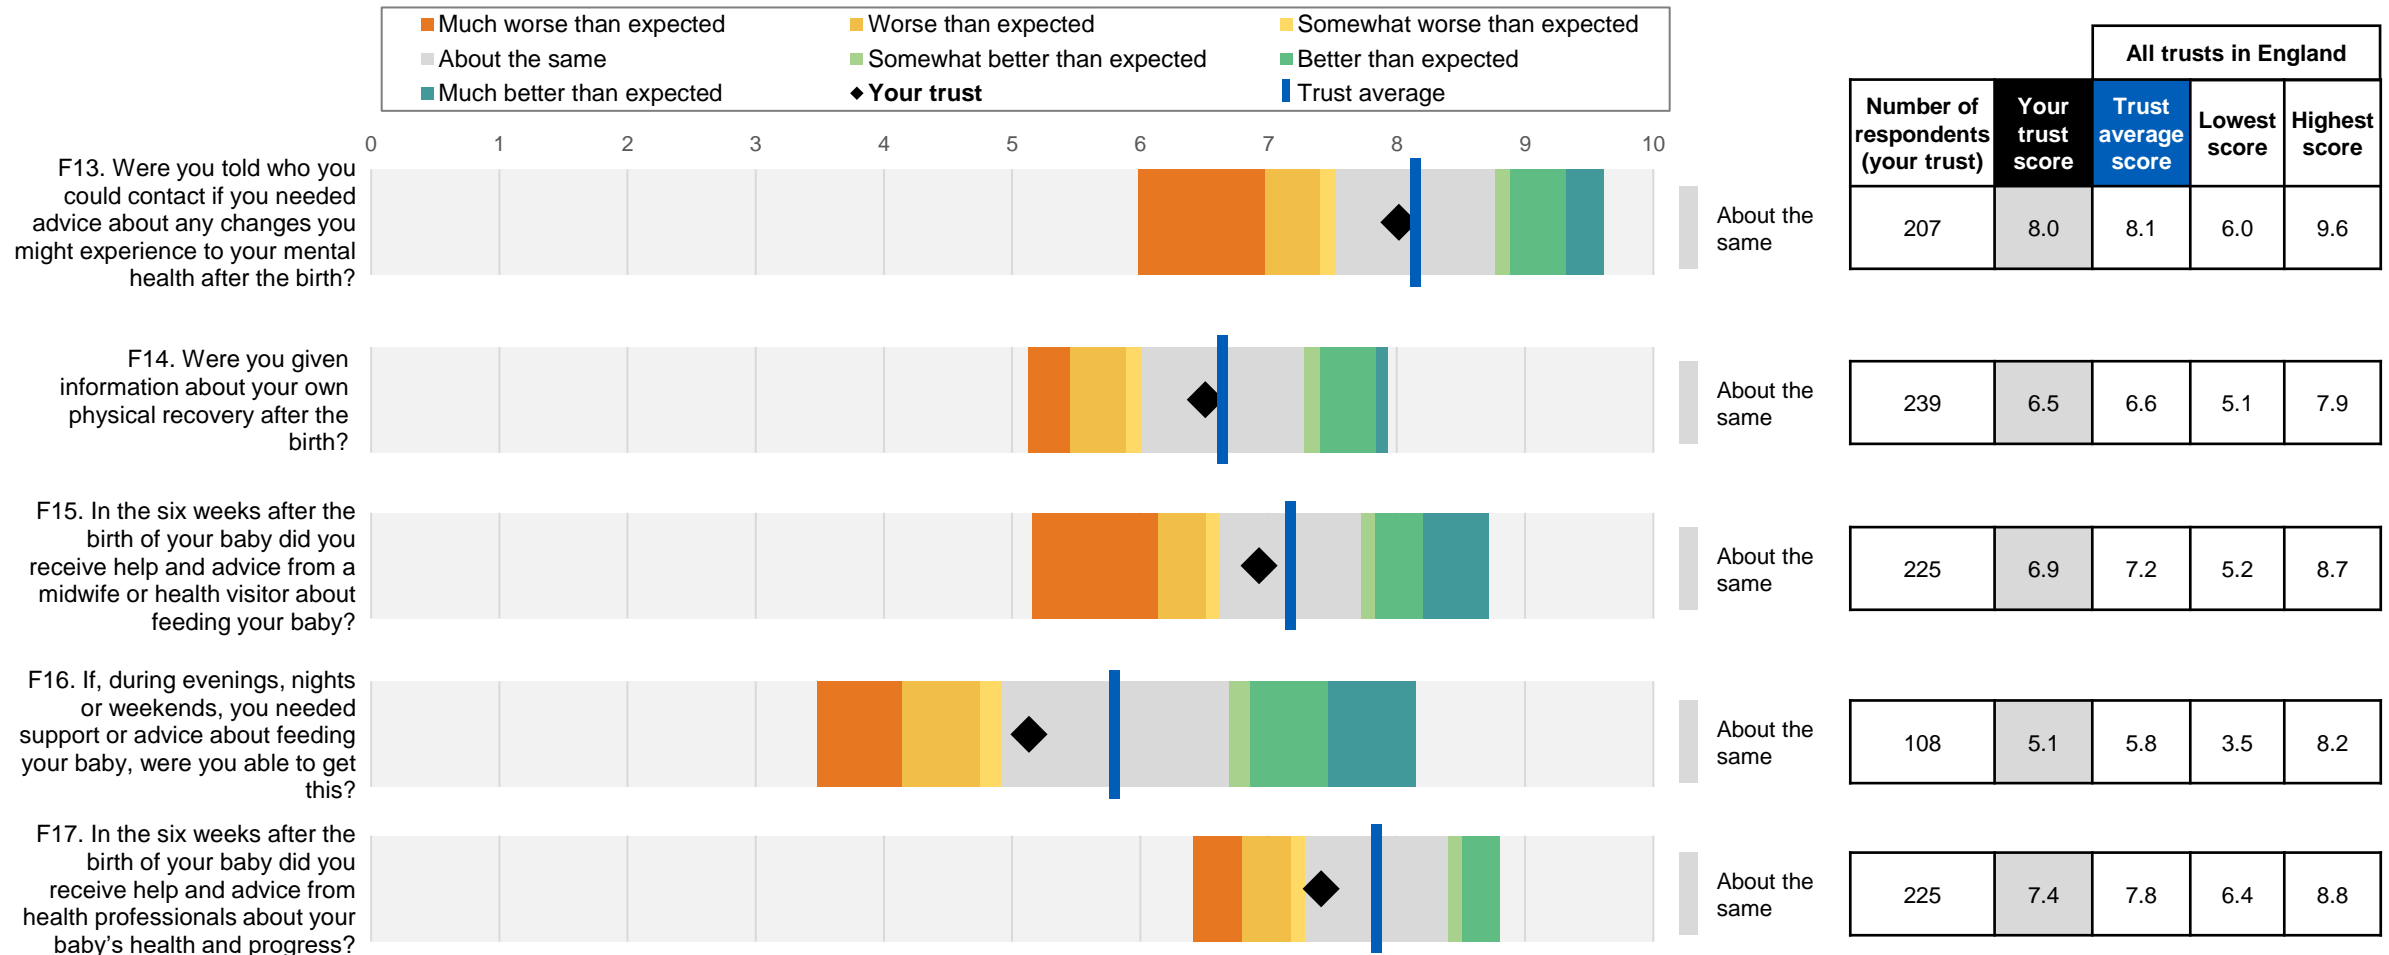 Much worse than expected
Worse than expected
Somewhat worse than expected
About the same
Somewhat better than expected
Better than expected
Much better than expected
Your trust
Trust average
All trusts in England
Number of respondents (your trust)
Your trust score
Trust average score
Lowest score
Highest score
0 1 2 3 4 5 6 7 8 9 10
F13. Were you told who you
could contact if you needed
advice about any changes you
might experience to your mental
health after the birth?
About the
same
207 8.0 8.1 6.0 9.6
F14. Were you given
information about your own
physical recovery after the
birth?
About the
same
239 6.5 6.6 5.1 7.9
F15. In the six weeks after the
birth of your baby did you
receive help and advice from a
midwife or health visitor about
feeding your baby?
About the
same
225 6.9 7.2 5.2 8.7
F16. If, during evenings, nights
or weekends, you needed
support or advice about feeding
your baby, were you able to get
this?
About the
same
108 5.1 5.8 3.5 8.2
F17. In the six weeks after the
birth of your baby did you
receive help and advice from
health professionals about your
baby's health and progress?
About the
same
225 7.4 7.8 6.4 8.8